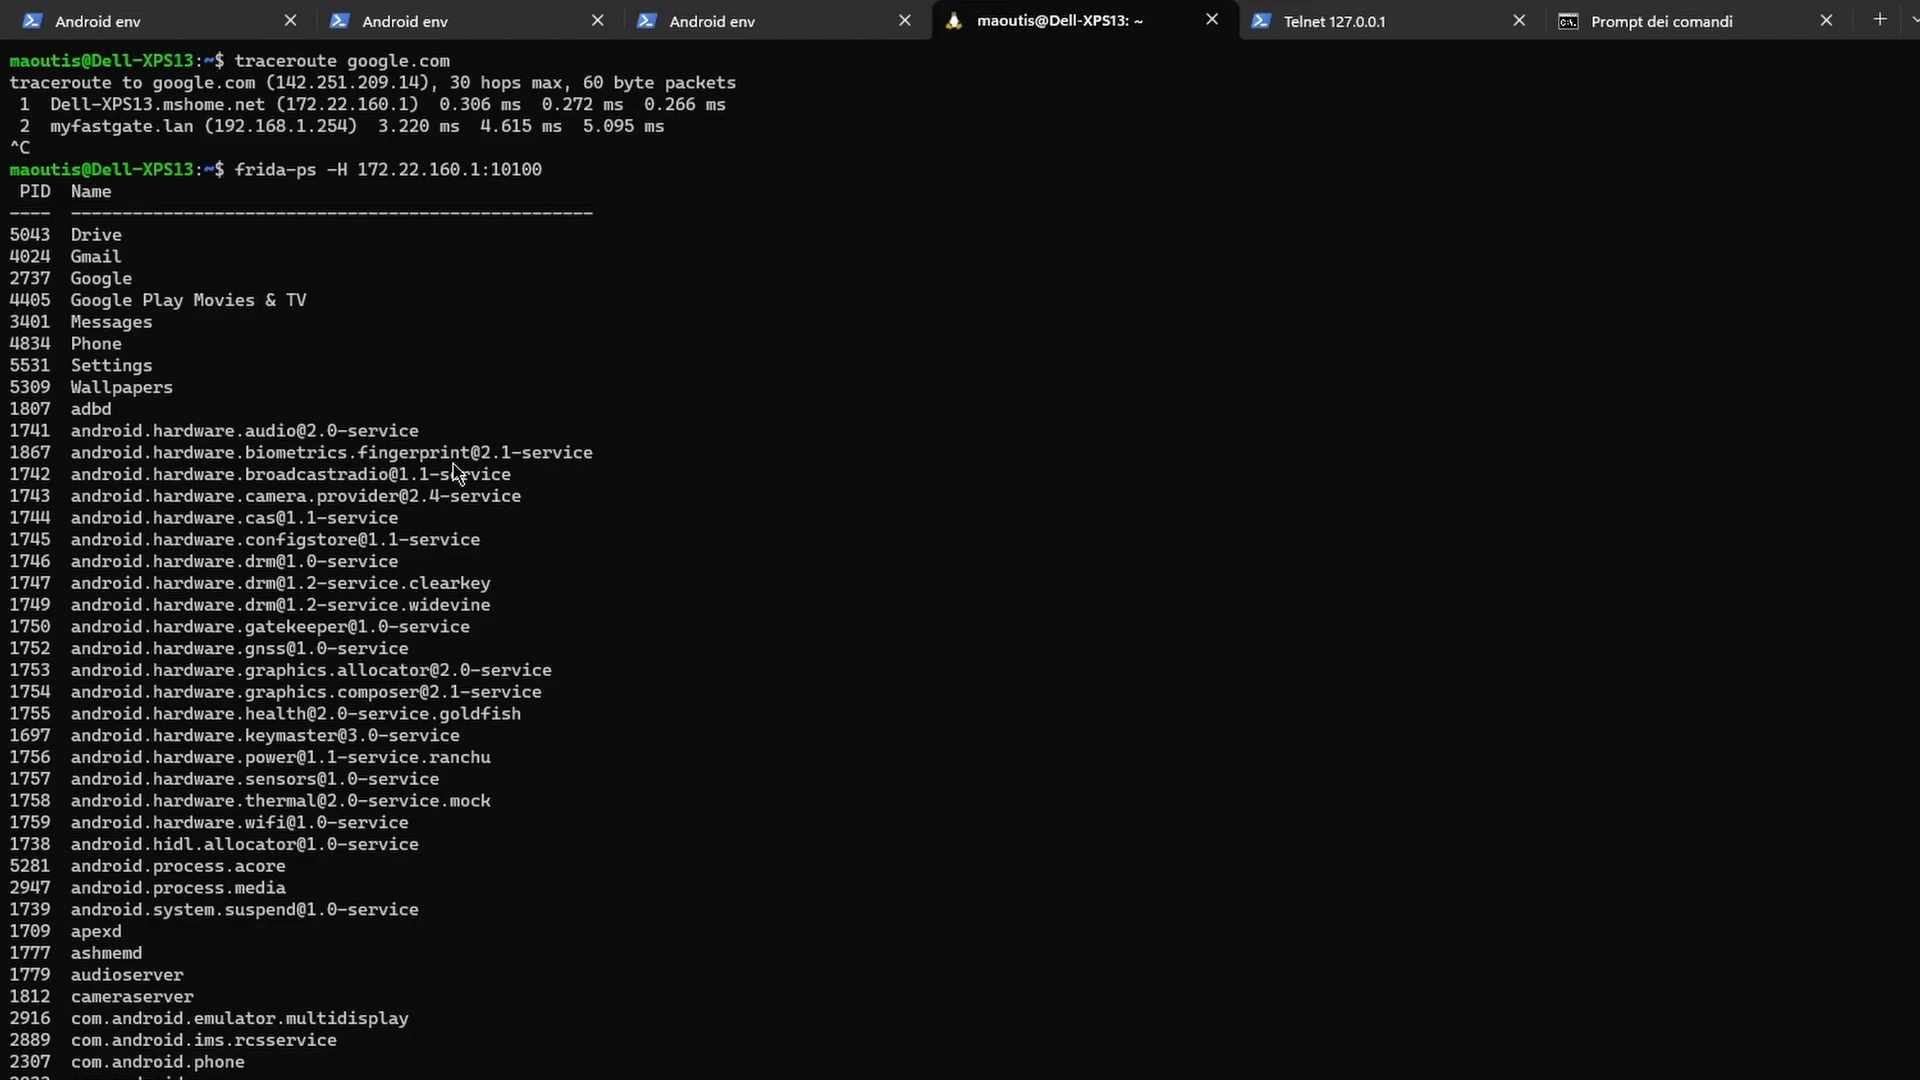 Android env
Android env
Android env
maoutis@Dell-XPS13: ~
Telnet 127.0.0.1
Prompt dei comandi
maoutis@Dell-XPS13:~$ traceroute google.com
traceroute to google.com (142.251.209.14), 30 hops max, 60 byte packets
1 Dell-XPS13.mshome.net (172.22.160.1) 0.306 ms 0.272 ms 0.266 ms
2 myfastgate.lan (192.168.1.254) 3.220 ms 4.615 ms 5.095 ms
^C
maoutis@Dell-XPS13:~$ frida-ps -H 172.22.160.1:10100
PID Name
---- ---------------------------------------------------
5043 Drive
4024 Gmail
2737 Google
4405 Google Play Movies & TV
3401 Messages
4834 Phone
5531 Settings
5309 Wallpapers
1807 adbd
1741 android.hardware.audio@2.0-service
1867 android.hardware.biometrics.fingerprint@2.1-service
1742 android.hardware.broadcastradio@1.1-service
1743 android.hardware.camera.provider@2.4-service
1744 android.hardware.cas@1.1-service
1745 android.hardware.configstore@1.1-service
1746 android.hardware.drm@1.0-service
1747 android.hardware.drm@1.2-service.clearkey
1749 android.hardware.drm@1.2-service.widevine
1750 android.hardware.gatekeeper@1.0-service
1752 android.hardware.gnss@1.0-service
1753 android.hardware.graphics.allocator@2.0-service
1754 android.hardware.graphics.composer@2.1-service
1755 android.hardware.health@2.0-service.goldfish
1697 android.hardware.keymaster@3.0-service
1756 android.hardware.power@1.1-service.ranchu
1757 android.hardware.sensors@1.0-service
1758 android.hardware.thermal@2.0-service.mock
1759 android.hardware.wifi@1.0-service
1738 android.hidl.allocator@1.0-service
5281 android.process.acore
2947 android.process.media
1739 android.system.suspend@1.0-service
1709 apexd
1777 ashmemd
1779 audioserver
1812 cameraserver
2916 com.android.emulator.multidisplay
2889 com.android.ims.rcsservice
2307 com.android.phone